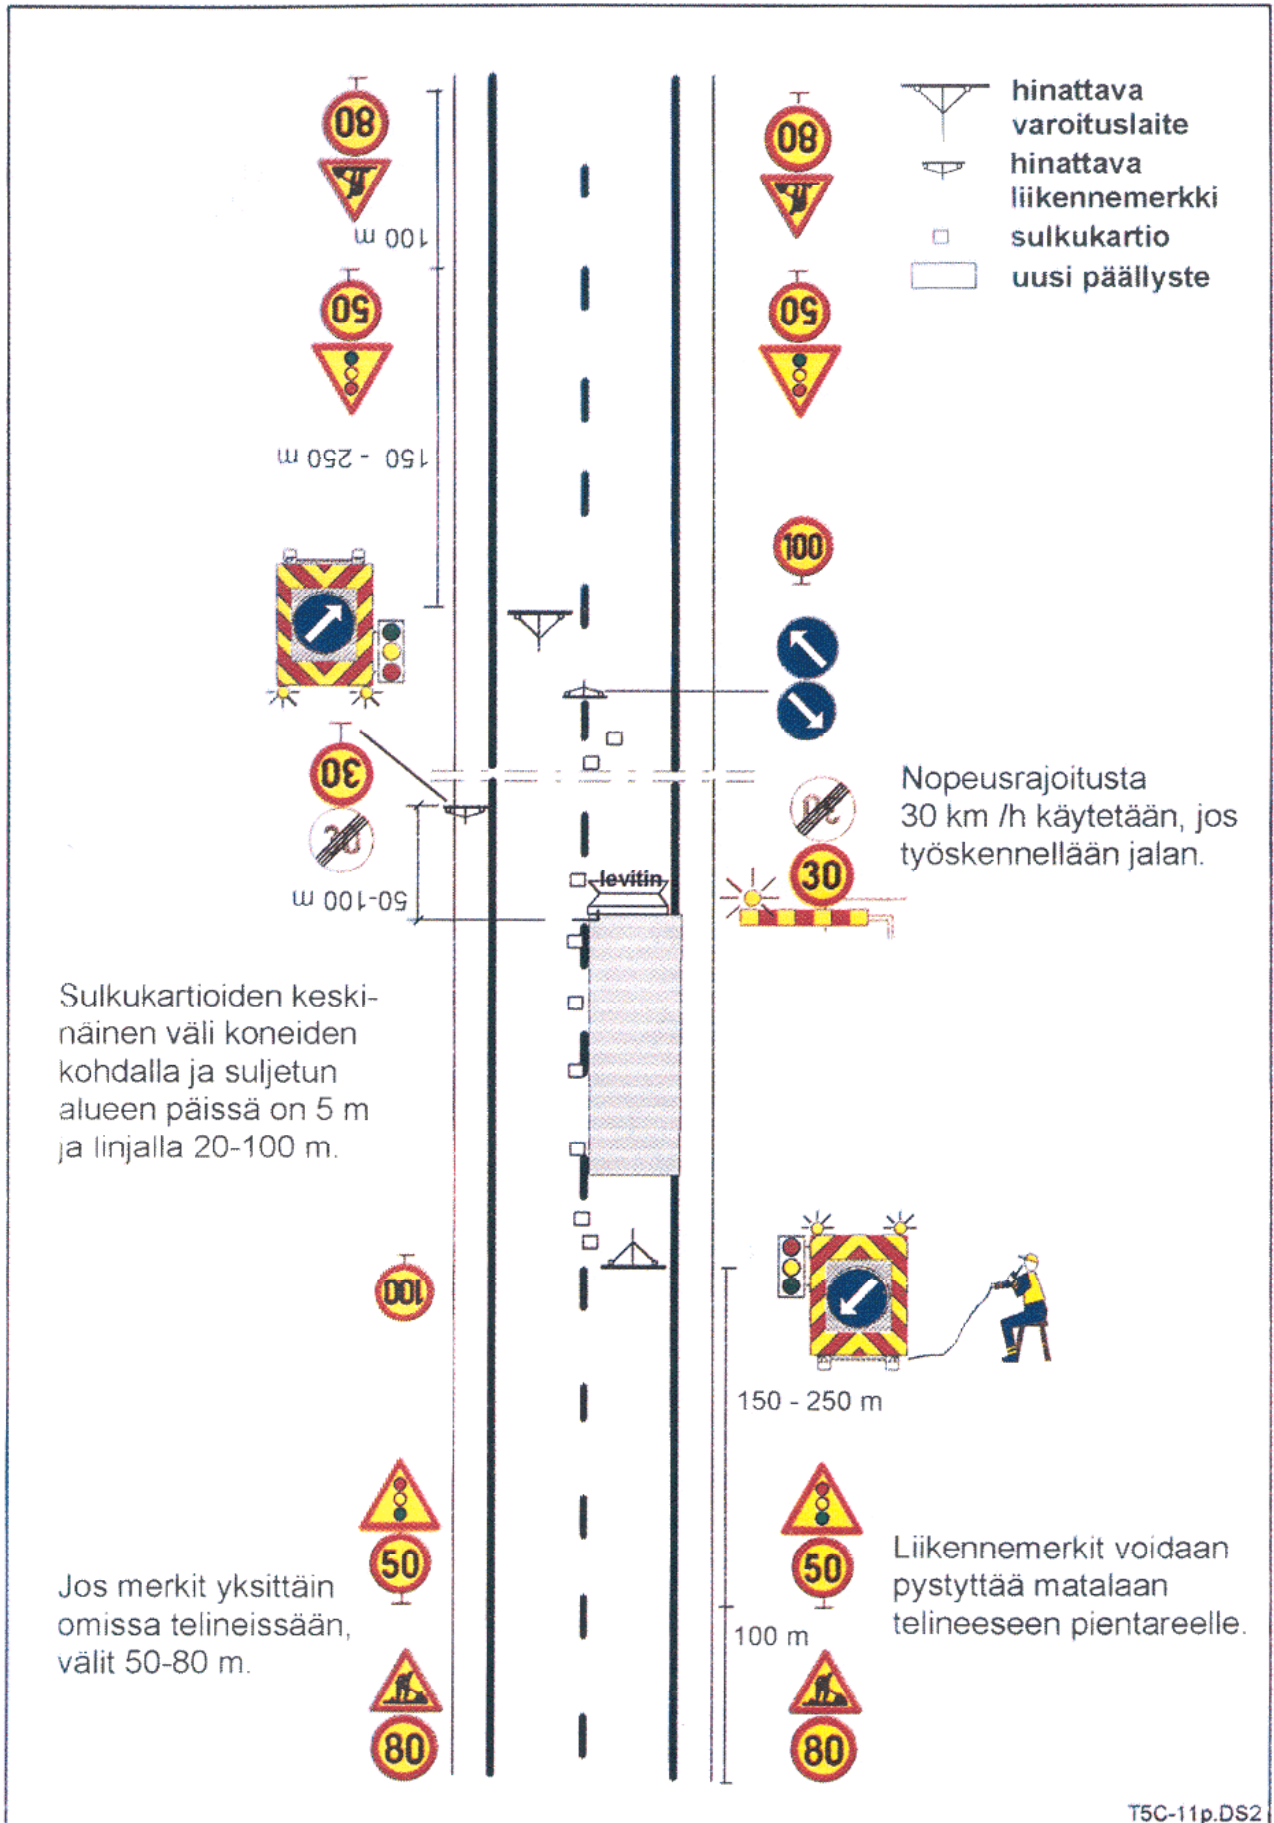 80
80
hinattava
varoituslaite
hinattava
liikennemerkki
sulkukartio
uusi päällyste
100 m
50
50
150 - 250 m
100
30
30
Nopeusrajoitusta
30 km /h käytetään, jos
työskennellään jalan.
30
30
levitin
50-100 m
Sulkukartioiden keski-
näinen väli koneiden
kohdalla ja suljetun
alueen päissä on 5 m
ja linjalla 20-100 m.
100
150 - 250 m
50
50
Liikennemerkit voidaan
pystyttää matalaan
telineeseen pientareelle.
Jos merkit yksittäin
omissa telineissään,
välit 50-80 m.
100 m
80
80
T5C-11p.DS2